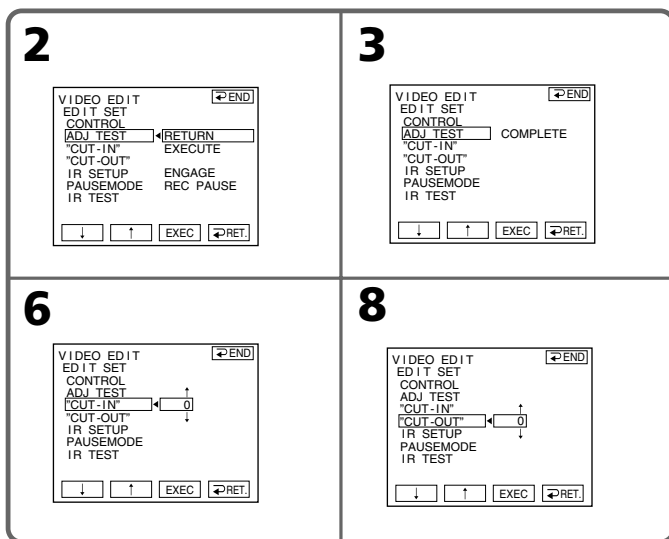 2
VIDEO EDIT ⮌END
EDIT SET
CONTROL
ADJ TEST RETURN
"CUT-IN" EXECUTE
"CUT-OUT"
IR SETUP ENGAGE
PAUSEMODE REC PAUSE
IR TEST
↓ ↑ EXEC ⮌RET.
3
VIDEO EDIT ⮌END
EDIT SET
CONTROL
ADJ TEST COMPLETE
"CUT-IN"
"CUT-OUT"
IR SETUP
PAUSEMODE
IR TEST
↓ ↑ EXEC ⮌RET.
6
VIDEO EDIT ⮌END
EDIT SET
CONTROL
ADJ TEST ↑
"CUT-IN" 0
"CUT-OUT" ↓
IR SETUP
PAUSEMODE
IR TEST
↓ ↑ EXEC ⮌RET.
8
VIDEO EDIT ⮌END
EDIT SET
CONTROL
ADJ TEST
"CUT-IN" ↑
"CUT-OUT" 0
IR SETUP ↓
PAUSEMODE
IR TEST
↓ ↑ EXEC ⮌RET.